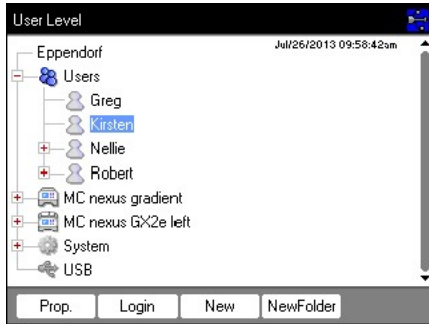 User Level
Jul/26/2013 09:58:42am
Eppendorf
Users
Greg
Kirsten
Nellie
Robert
MC nexus gradient
MC nexus GX2e left
System
USB
Prop. Login New NewFolder